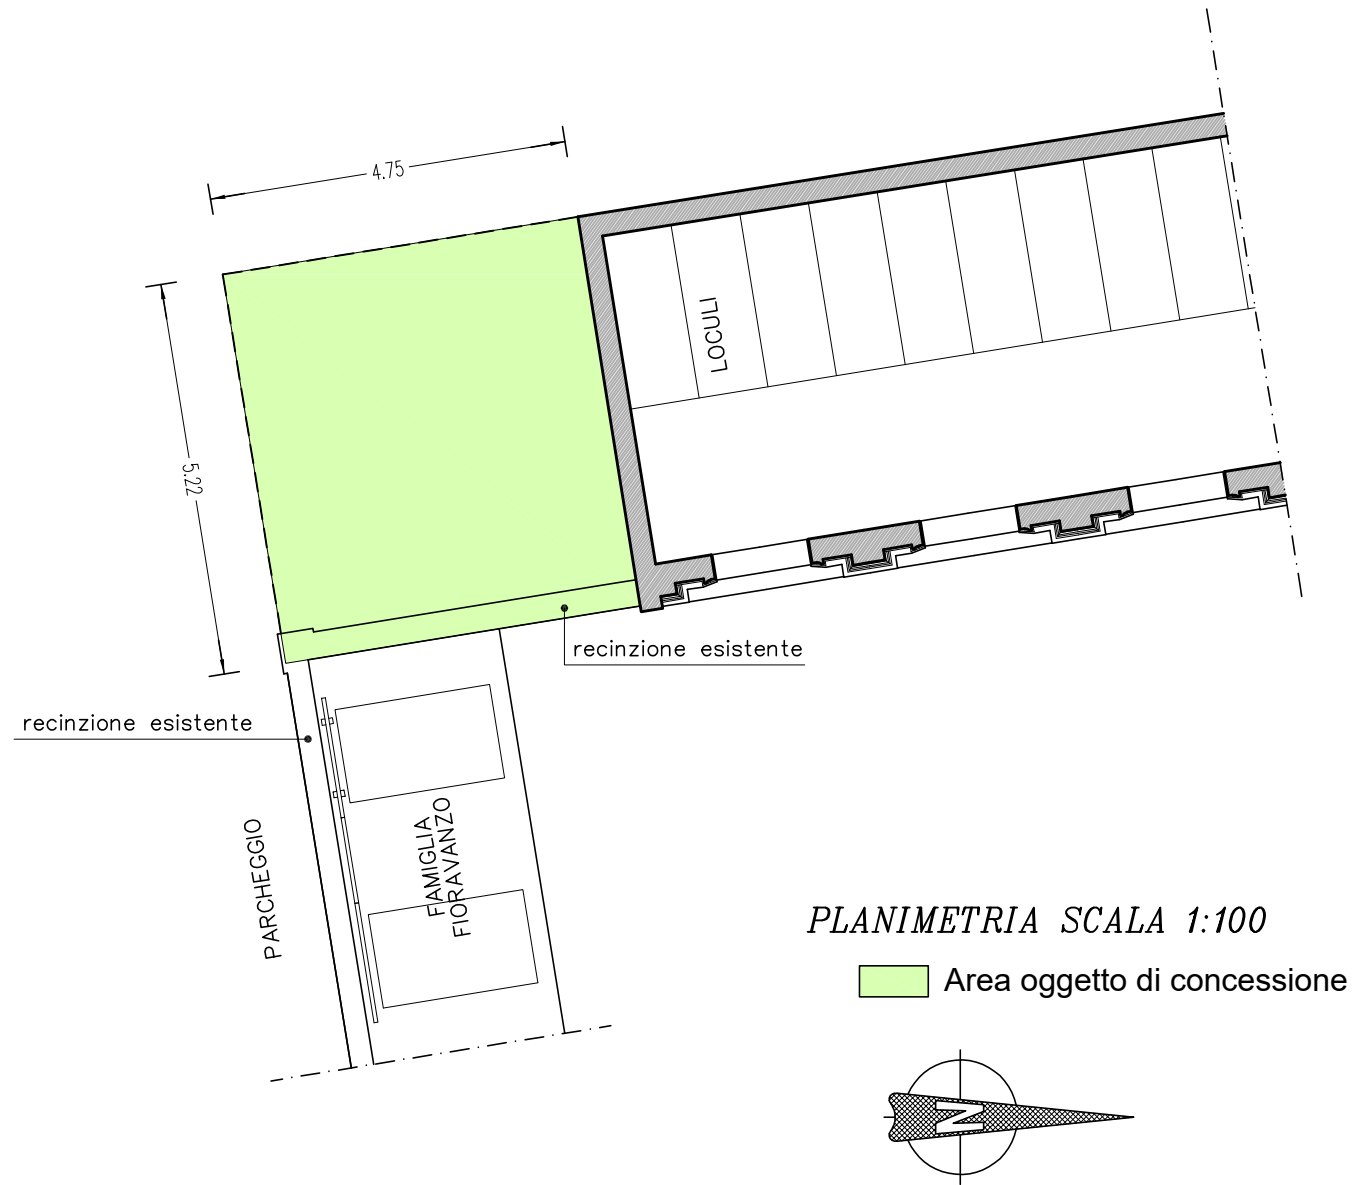 4.75
LOCULI
5.22
recinzione esistente
recinzione esistente
PARCHEGGIO
FAMIGLIA
FIORAVANZO
PLANIMETRIA SCALA 1:100
Area oggetto di concessione
N